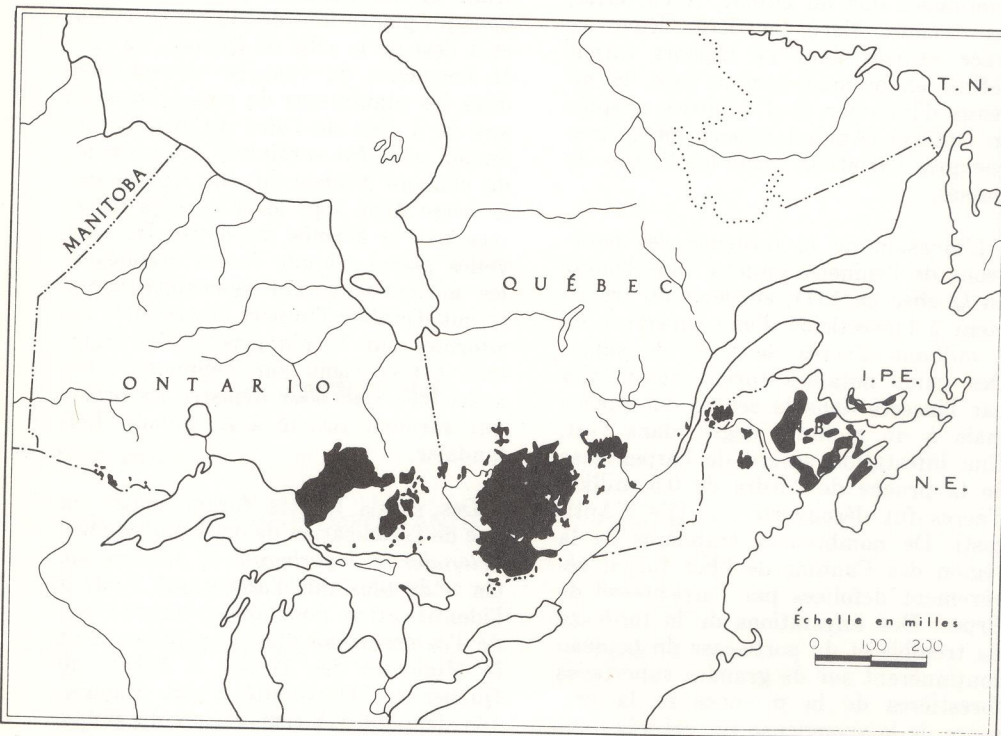 T.N.
MANITOBA
QUÉBEC
ONTARIO
I.P.E.
N.B.
N.E.
Échelle en milles
0 100 200